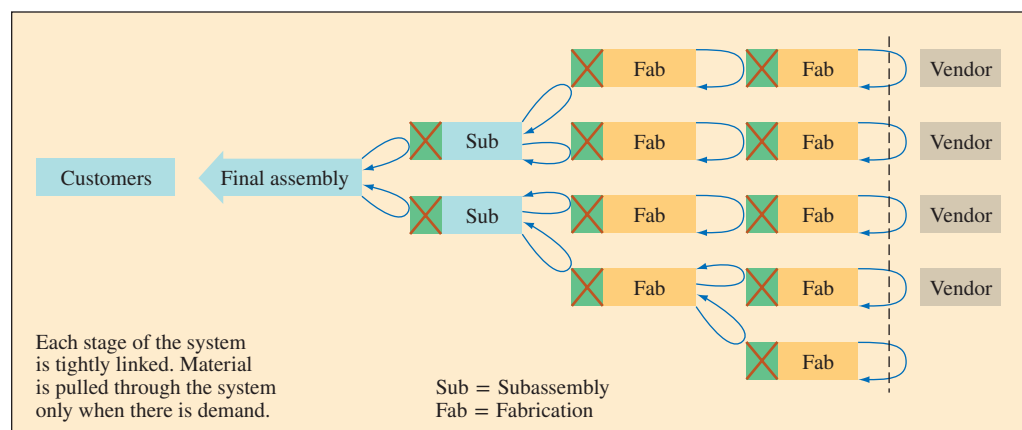 Fab
Fab
Vendor
Sub
Fab
Fab
Vendor
Customers
Final assembly
Sub
Fab
Fab
Vendor
Fab
Fab
Vendor
Fab
Each stage of the system
is tightly linked. Material
is pulled through the system
only when there is demand.
Sub = Subassembly
Fab = Fabrication